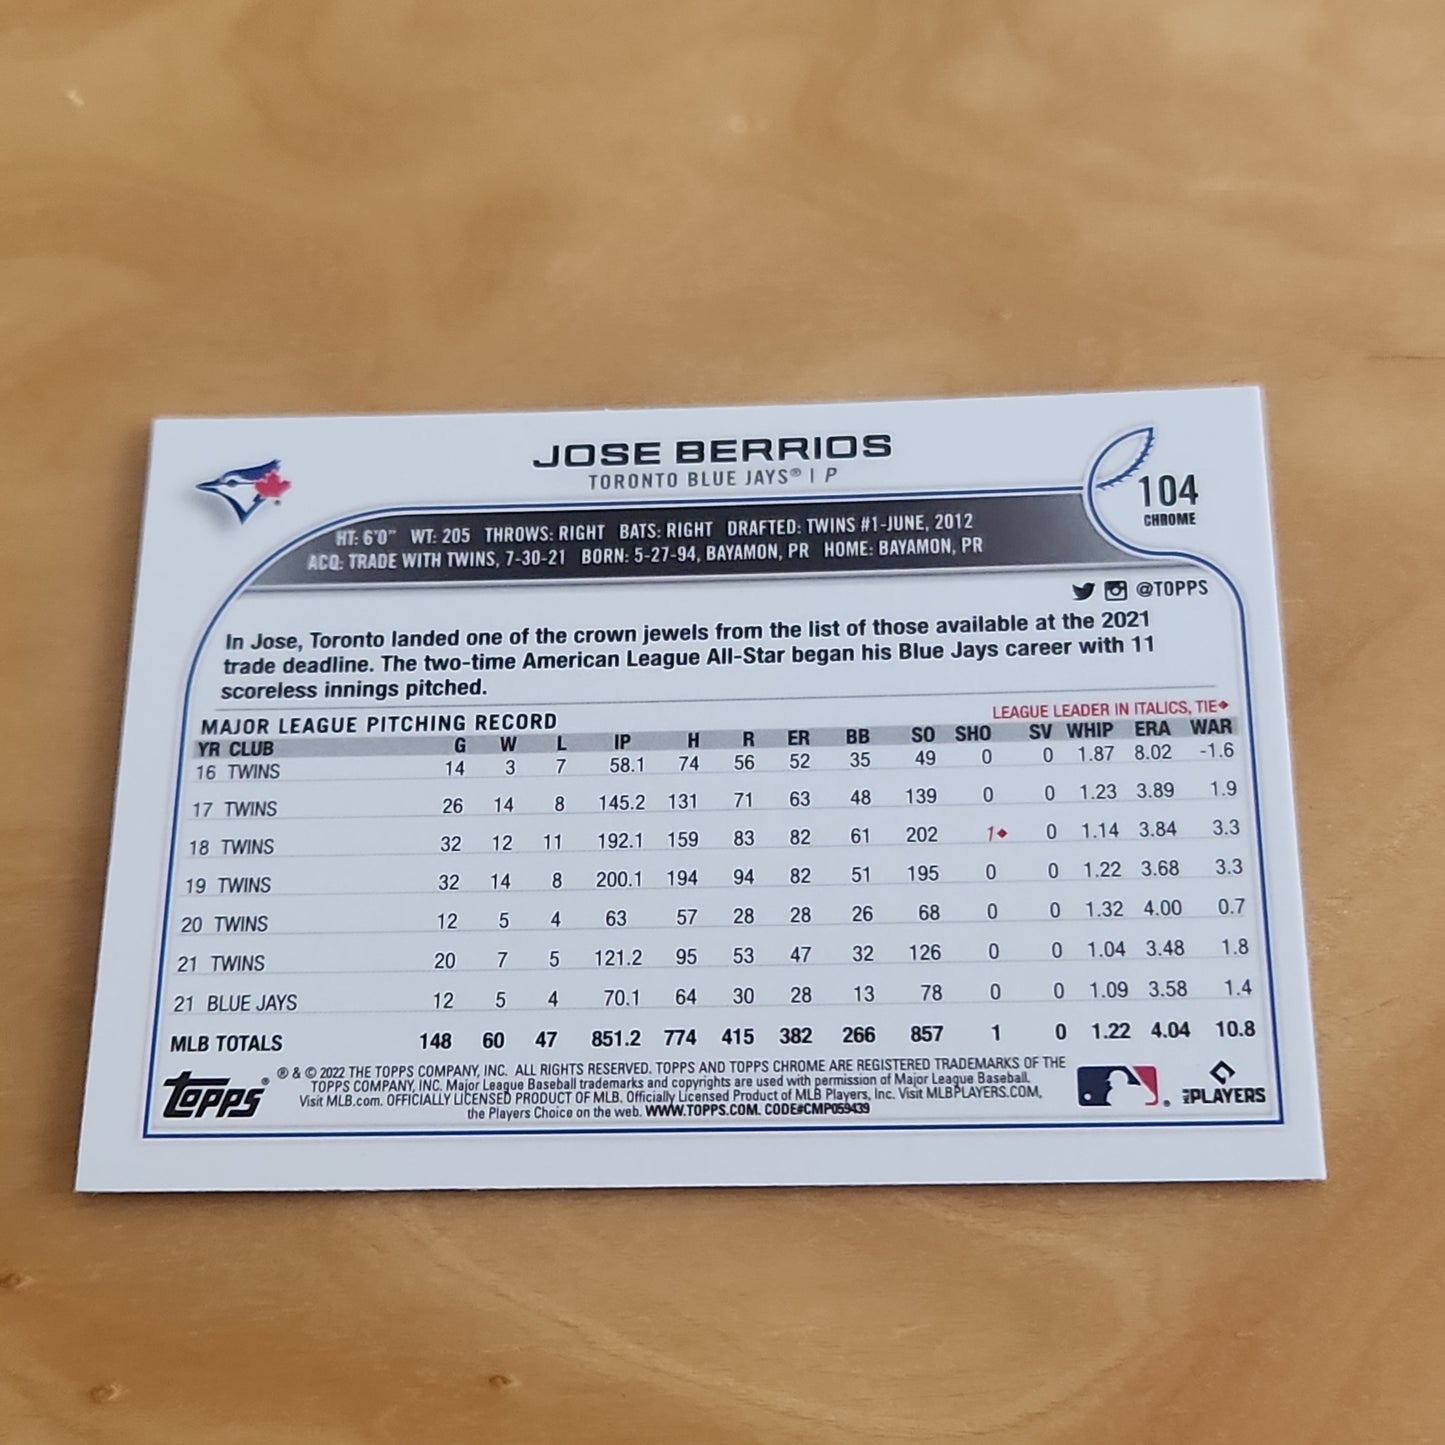 JOSE BERRIOS
TORONTO BLUE JAYS® | P
104
CHROME
HT: 6'0" WT: 205 THROWS: RIGHT BATS: RIGHT DRAFTED: TWINS #1-JUNE, 2012
ACQ: TRADE WITH TWINS, 7-30-21 BORN: 5-27-94, BAYAMON, PR HOME: BAYAMON, PR
@TOPPS
In Jose, Toronto landed one of the crown jewels from the list of those available at the 2021
trade deadline. The two-time American League All-Star began his Blue Jays career with 11
scoreless innings pitched.
MAJOR LEAGUE PITCHING RECORD
LEAGUE LEADER IN ITALICS, TIE◆
YR CLUB G W L IP H R ER BB SO SHO SV WHIP ERA WAR
16 TWINS 14 3 7 58.1 74 56 52 35 49 0 0 1.87 8.02 -1.6
17 TWINS 26 14 8 145.2 131 71 63 48 139 0 0 1.23 3.89 1.9
18 TWINS 32 12 11 192.1 159 83 82 61 202 1◆ 0 1.14 3.84 3.3
19 TWINS 32 14 8 200.1 194 94 82 51 195 0 0 1.22 3.68 3.3
20 TWINS 12 5 4 63 57 28 28 26 68 0 0 1.32 4.00 0.7
21 TWINS 20 7 5 121.2 95 53 47 32 126 0 0 1.04 3.48 1.8
21 BLUE JAYS 12 5 4 70.1 64 30 28 13 78 0 0 1.09 3.58 1.4
MLB TOTALS 148 60 47 851.2 774 415 382 266 857 1 0 1.22 4.04 10.8
topps®
® & © 2022 THE TOPPS COMPANY, INC. ALL RIGHTS RESERVED. TOPPS AND TOPPS CHROME ARE REGISTERED TRADEMARKS OF THE
TOPPS COMPANY, INC. Major League Baseball trademarks and copyrights are used with permission of Major League Baseball.
Visit MLB.com. OFFICIALLY LICENSED PRODUCT OF MLB. Officially Licensed Product of MLB Players, Inc. Visit MLBPLAYERS.COM,
the Players Choice on the web. WWW.TOPPS.COM. CODE#CMP059439
MLB PLAYERS